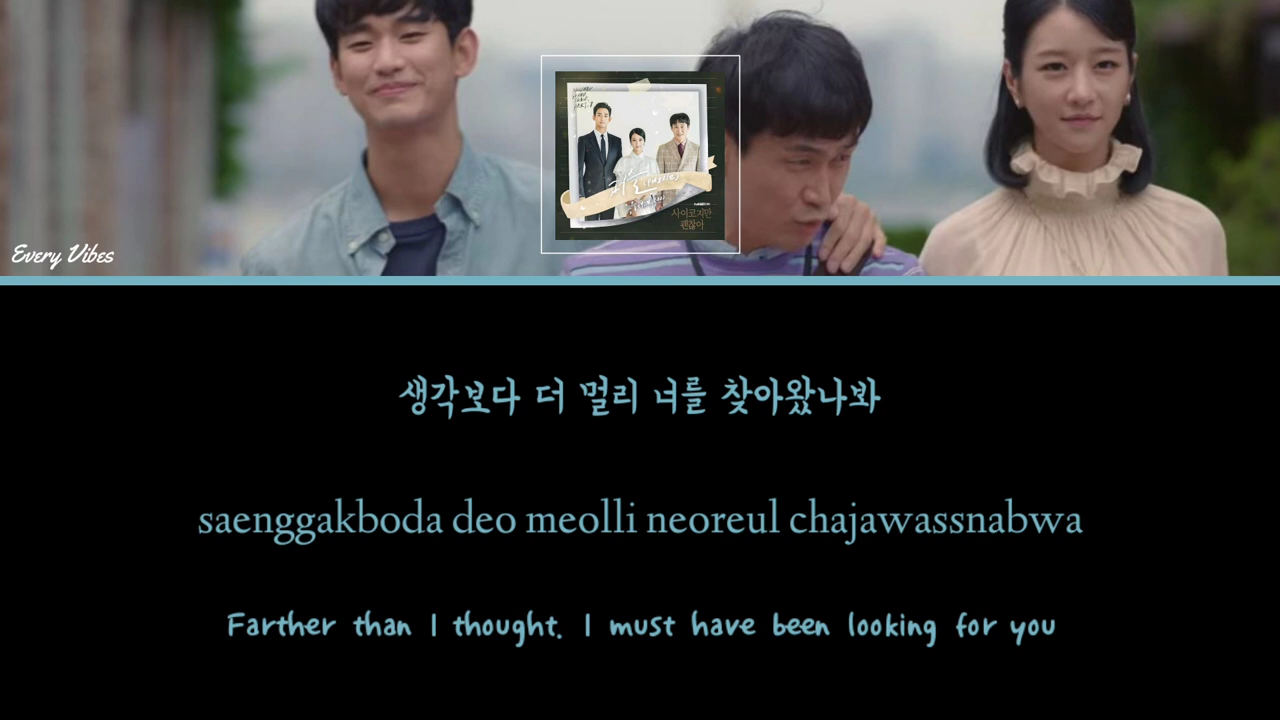 Every Vibes
사이코지만
괜찮아
생각보다 더 멀리 너를 찾아왔나봐
saenggakboda deo meolli neoreul chajawassnabwa
Farther than I thought. I must have been looking for you